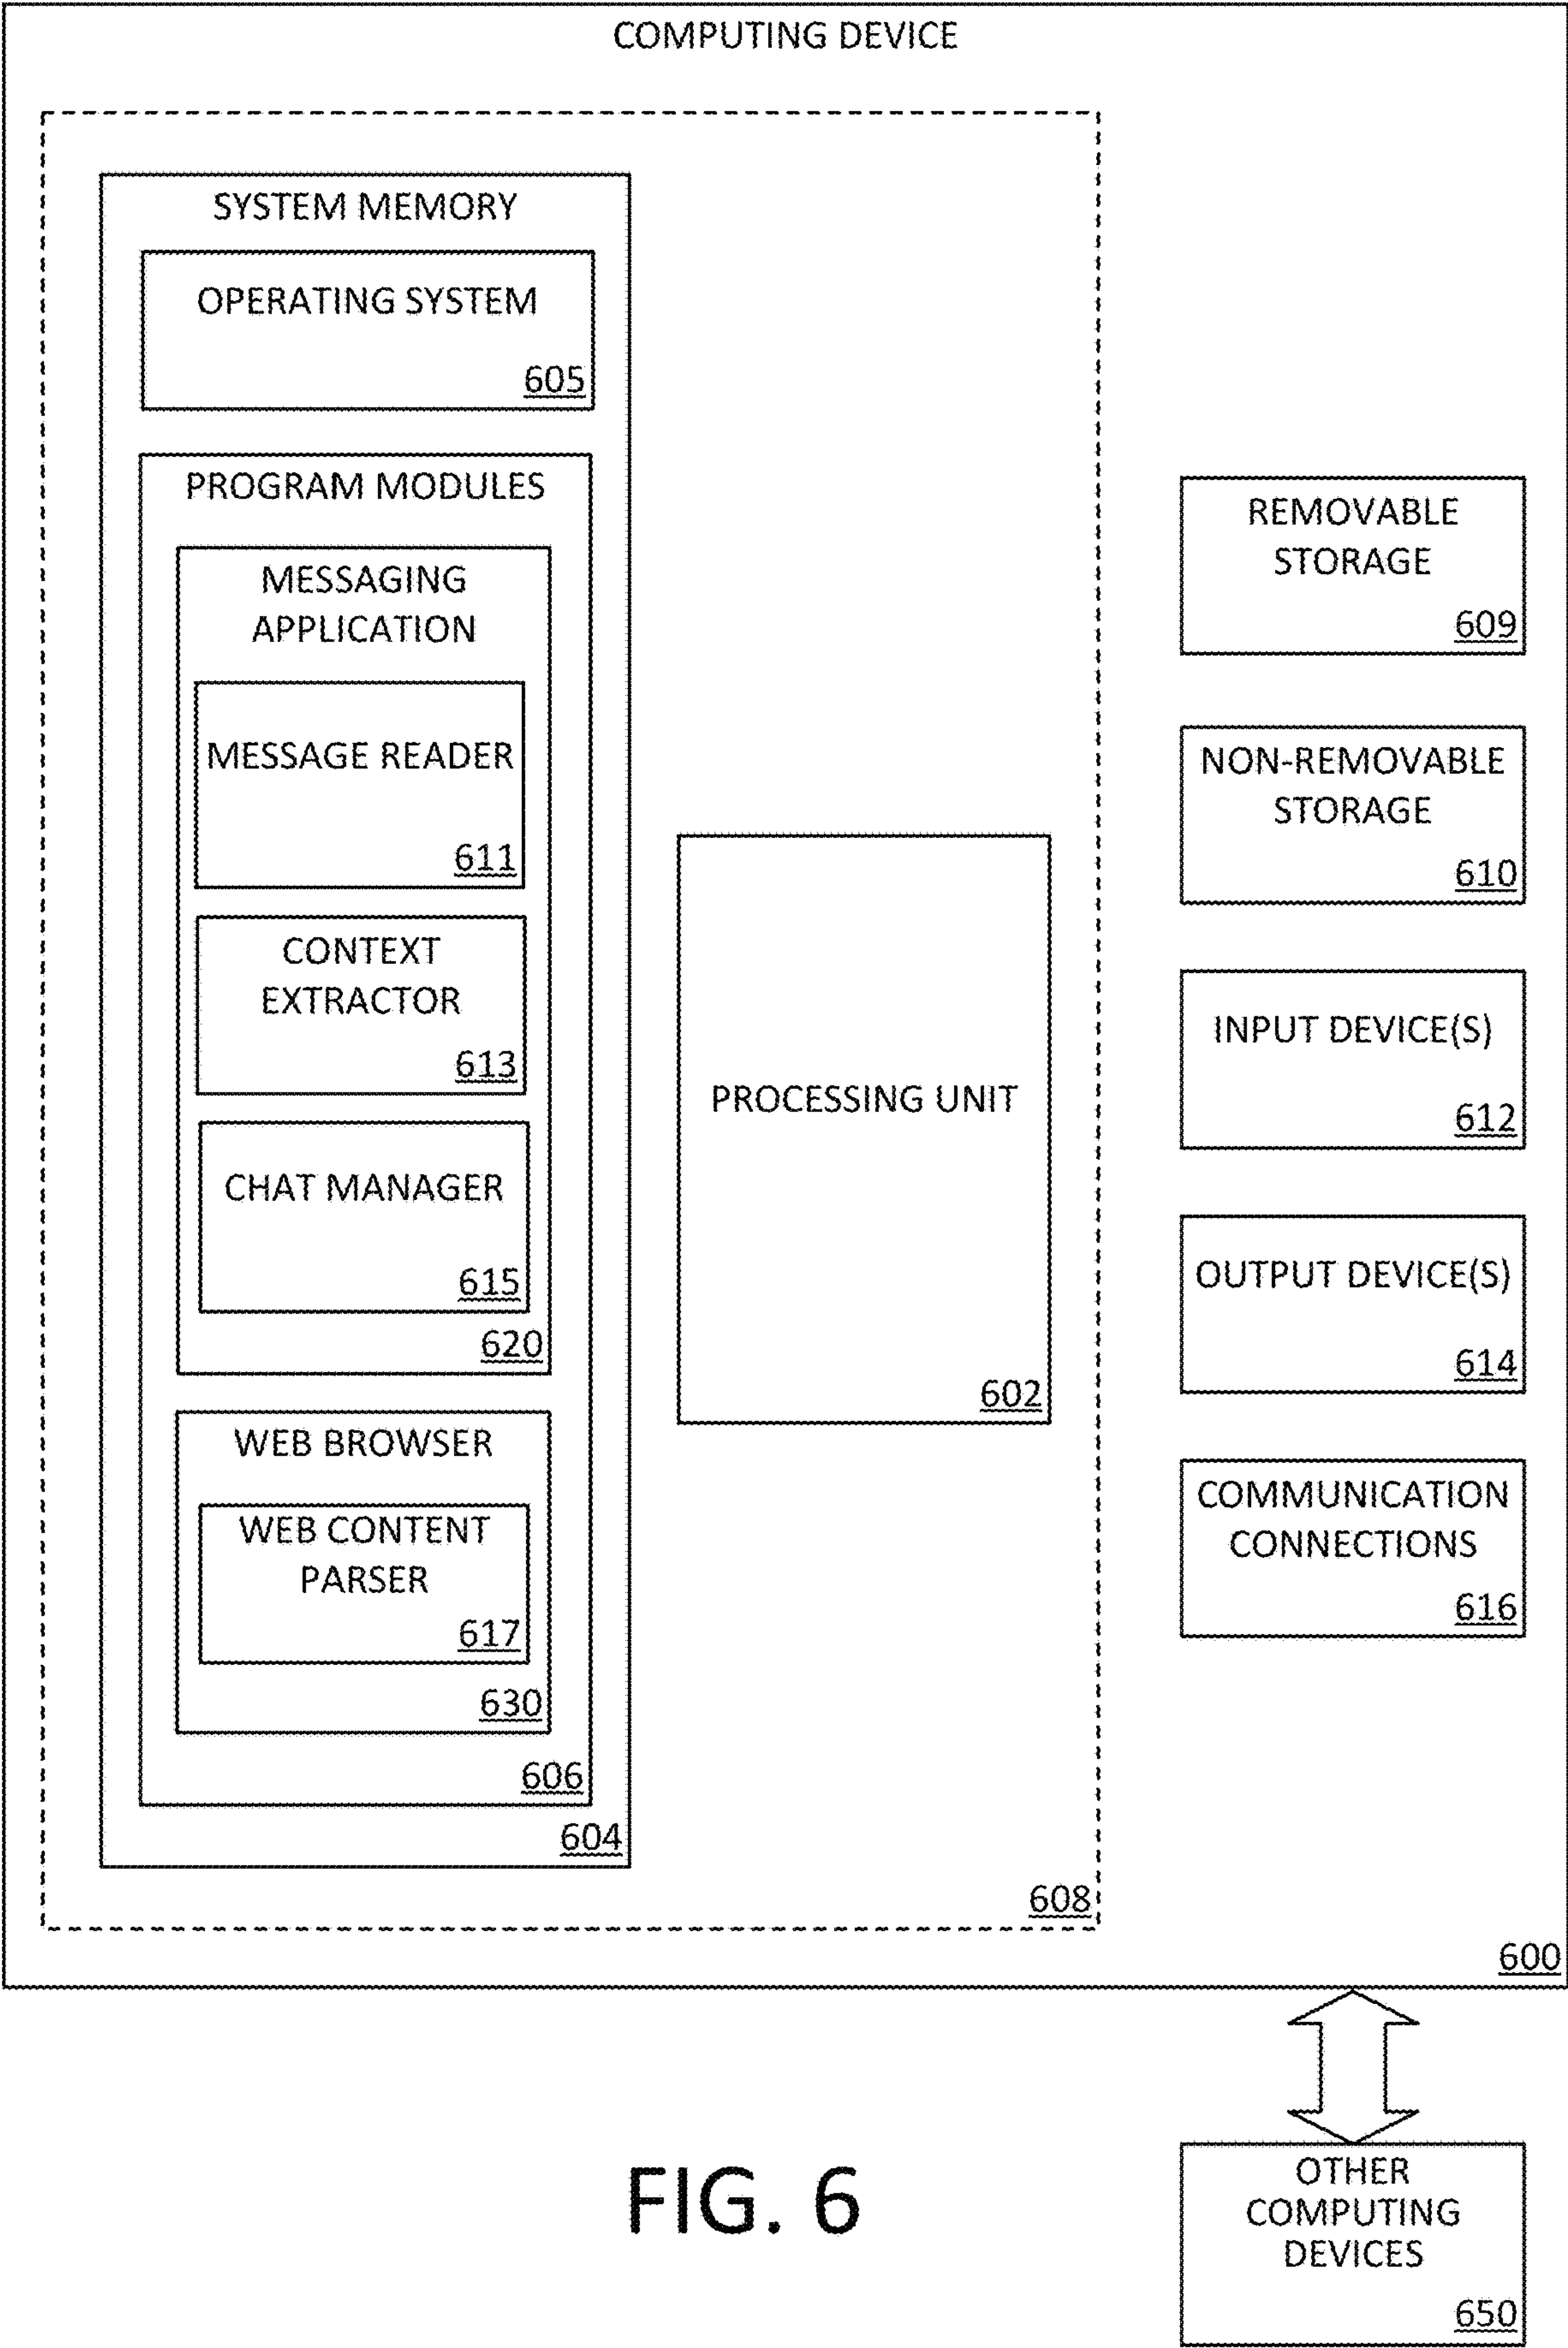 COMPUTING DEVICE
SYSTEM MEMORY
OPERATING SYSTEM
605
PROGRAM MODULES
MESSAGING
APPLICATION
MESSAGE READER
611
CONTEXT
EXTRACTOR
613
CHAT MANAGER
615
620
WEB BROWSER
WEB CONTENT
PARSER
617
630
606
604
PROCESSING UNIT
602
608
REMOVABLE
STORAGE
609
NON-REMOVABLE
STORAGE
610
INPUT DEVICE(S)
612
OUTPUT DEVICE(S)
614
COMMUNICATION
CONNECTIONS
616
600
OTHER
COMPUTING
DEVICES
650
FIG. 6